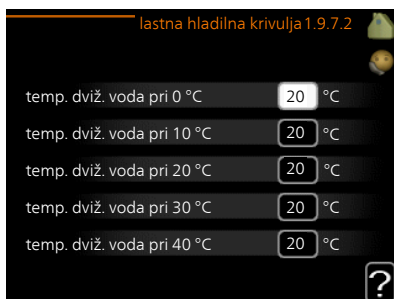 lastna hladilna krivulja 1.9.7.2
temp. dviž. voda pri 0 °C 20 °C
temp. dviž. voda pri 10 °C 20 °C
temp. dviž. voda pri 20 °C 20 °C
temp. dviž. voda pri 30 °C 20 °C
temp. dviž. voda pri 40 °C 20 °C
?